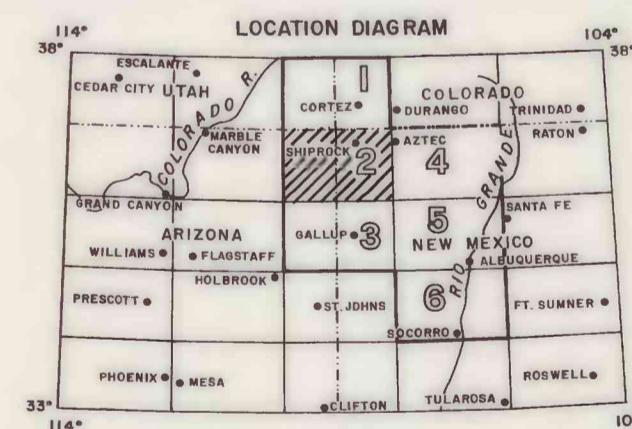 LOCATION DIAGRAM
114°
104°
38°
38°
ESCALANTE
CEDAR CITY
UTAH
COLORADO R.
1
CORTEZ
COLORADO
DURANGO
TRINIDAD
MARBLE
CANYON
SHIPROCK
2
AZTEC
4
RATON
GRAND CANYON
RIO GRANDE
SANTA FE
ARIZONA
GALLUP
3
5
NEW MEXICO
WILLIAMS
FLAGSTAFF
ALBUQUERQUE
HOLBROOK
PRESCOTT
ST. JOHNS
6
FT. SUMNER
SOCORRO
PHOENIX
MESA
ROSWELL
33°
CLIFTON
TULAROSA
114°
10